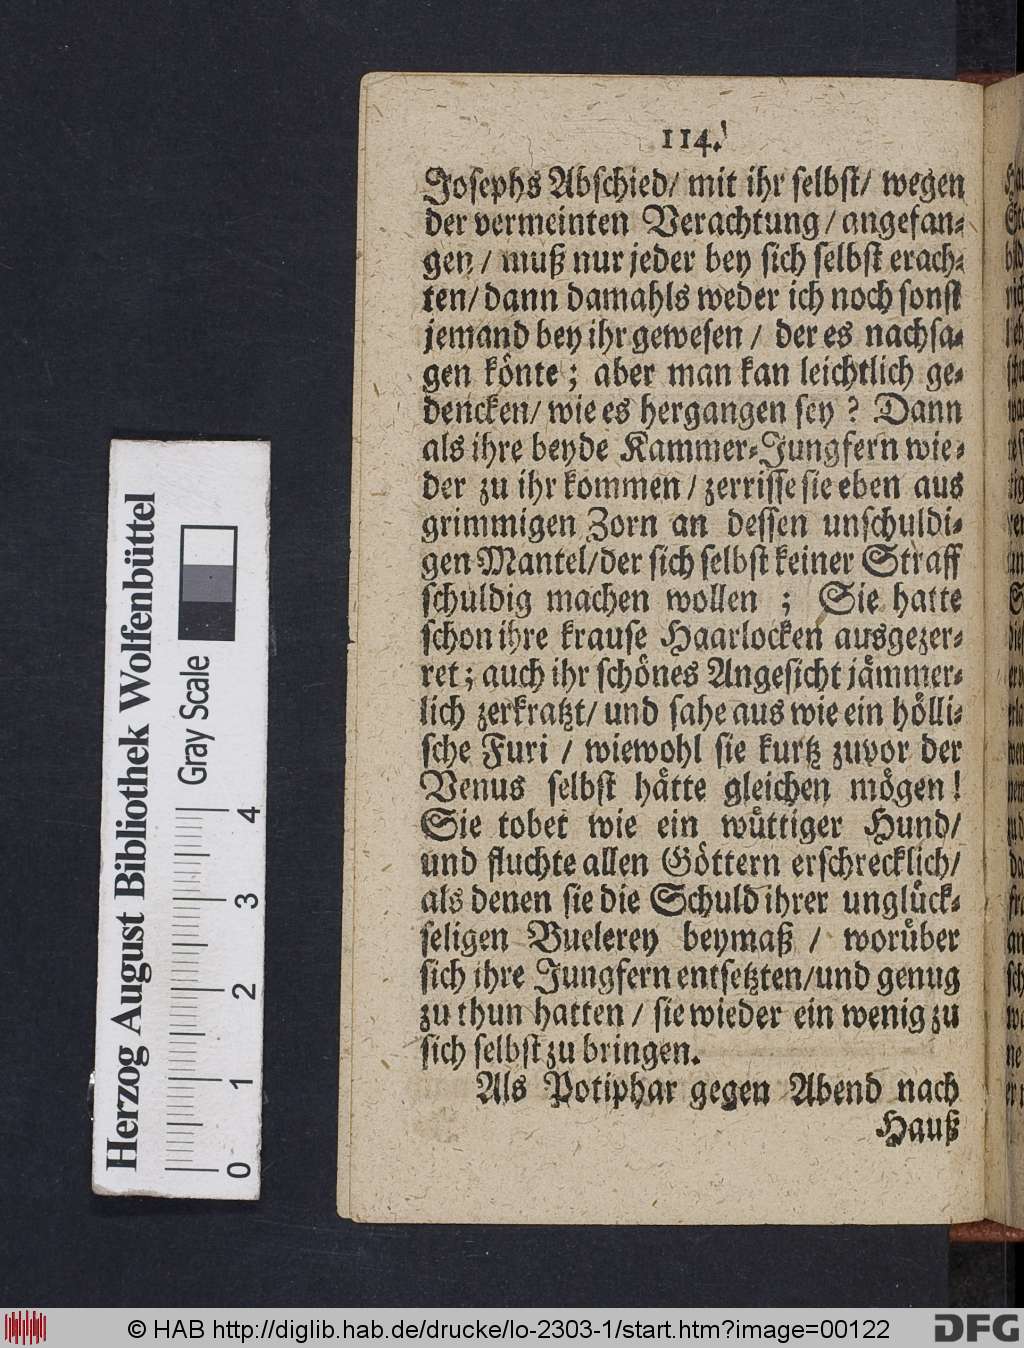 114.
Josephs Abschied/ mit ihr selbst/ wegen
der vermeinten Verachtung / angefan⸗
gen / muß nur jeder bey sich selbst erach⸗
ten/ dann damahls weder ich noch sonst
jemand bey ihr gewesen / der es nachsa⸗
gen könte ; aber man kan leichtlich ge⸗
dencken/ wie es hergangen sey ? Dann
als ihre beyde Kammer⸗Jungfern wie⸗
der zu ihr kommen / zerrisse sie eben aus
grimmigen Zorn an dessen unschuldi⸗
gen Mantel/der sich selbst keiner Straff
schuldig machen wollen ; Sie hatte
schon ihre krause Haarlocken ausgezer⸗
ret ; auch ihr schönes Angesicht jämmer⸗
lich zerkratzt/ und sahe aus wie ein hölli⸗
sche Furi / wiewohl sie kurtz zuvor der
Venus selbst hätte gleichen mögen !
Sie tobet wie ein wüttiger Hund/
und fluchte allen Göttern erschrecklich/
als denen sie die Schuld ihrer unglück⸗
seligen Buelerey beymaß / worüber
sich ihre Jungfern entsetzten/und genug
zu thun hatten / sie wieder ein wenig zu
sich selbst zu bringen.
Als Potiphar gegen Abend nach
Hauß
Herzog August Bibliothek Wolfenbüttel
Gray Scale
0 1 2 3 4
© HAB http://diglib.hab.de/drucke/lo-2303-1/start.htm?image=00122
DFG